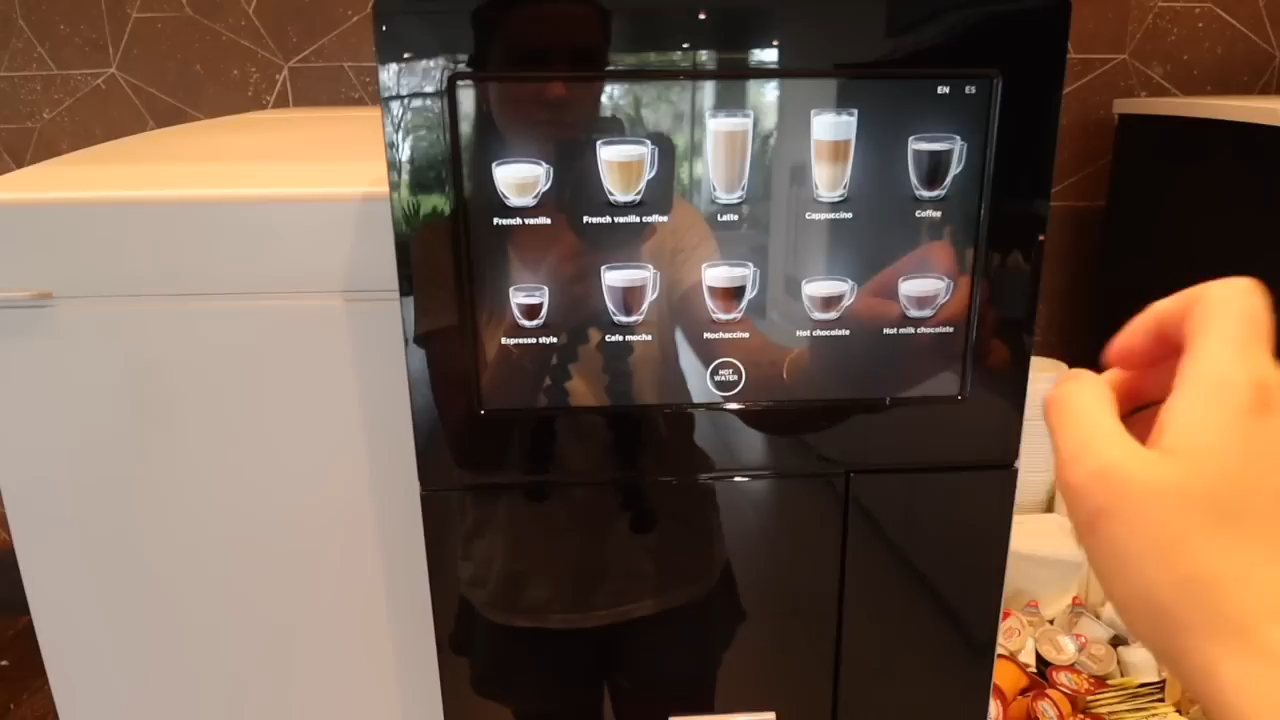 EN ES
French vanilla
French vanilla coffee
Latte
Cappuccino
Coffee
Espresso style
Cafe mocha
Mochaccino
Hot chocolate
Hot milk chocolate
HOT
WATER